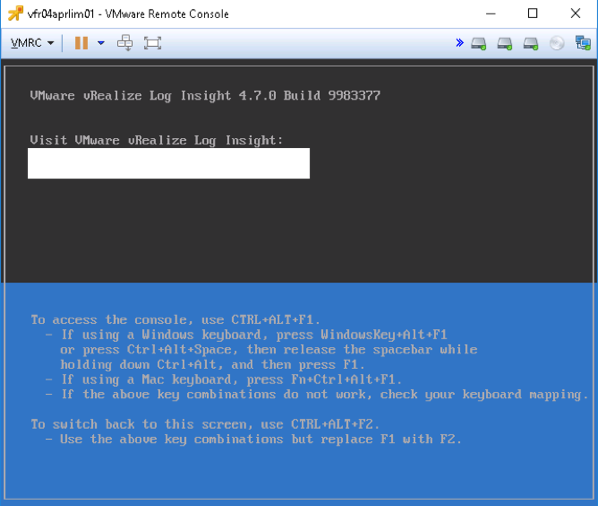 vfr04aprlim01 - VMware Remote Console
VMRC
VMware vRealize Log Insight 4.7.0 Build 9983377
Visit VMware vRealize Log Insight:
To access the console, use CTRL+ALT+F1.
- If using a Windows keyboard, press WindowsKey+Alt+F1
or press Ctrl+Alt+Space, then release the spacebar while
holding down Ctrl+Alt, and then press F1.
- If using a Mac keyboard, press Fn+Ctrl+Alt+F1.
- If the above key combinations do not work, check your keyboard mapping.
To switch back to this screen, use CTRL+ALT+F2.
- Use the above key combinations but replace F1 with F2.